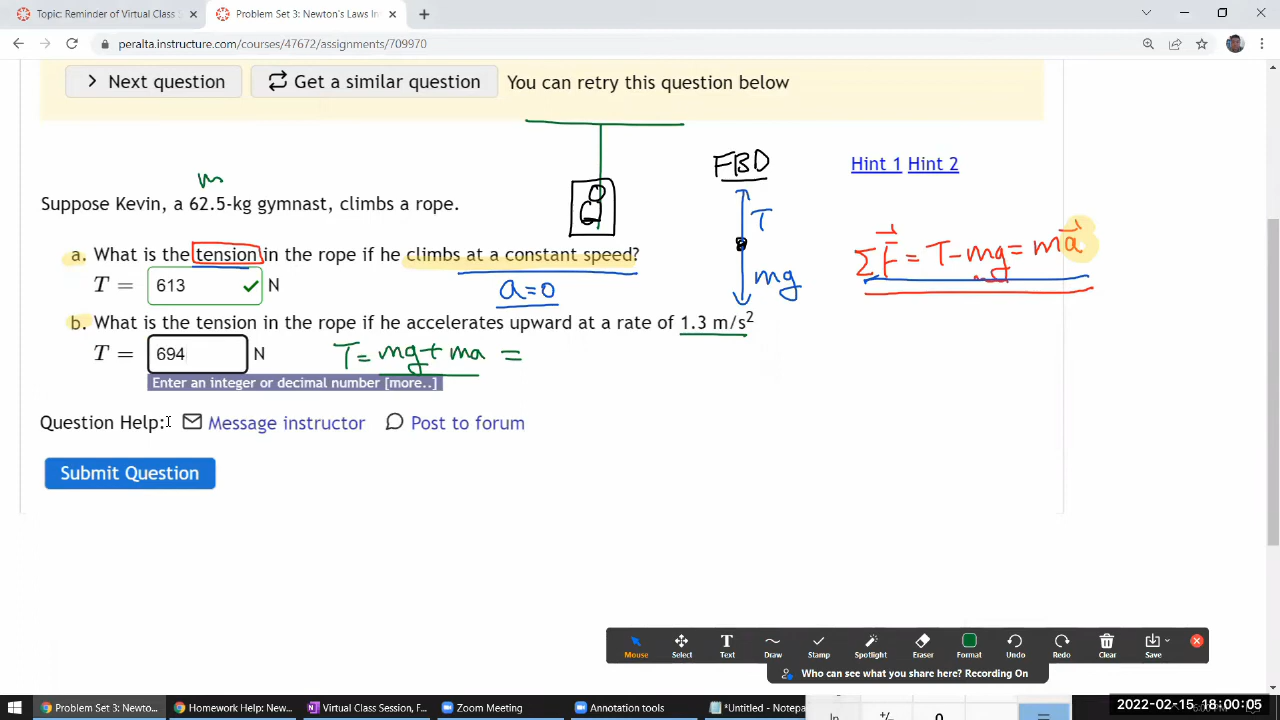 Topic: Reminder of Virtual Class S
Problem Set 3: Newton's Laws In
peralta.instructure.com/courses/47672/assignments/709970
Next question
Get a similar question
You can retry this question below
FBD
Hint 1 Hint 2
m
Suppose Kevin, a 62.5-kg gymnast, climbs a rope.
T
ΣF = T-mg = ma
a. What is the tension in the rope if he climbs at a constant speed?
T = 613 N
a=0
mg
b. What is the tension in the rope if he accelerates upward at a rate of 1.3 m/s²
T = 694 N
T = mg + ma =
Enter an integer or decimal number [more..]
Question Help:
Message instructor
Post to forum
Submit Question
Mouse
Select
Text
Draw
Stamp
Spotlight
Eraser
Format
Undo
Redo
Clear
Save
Who can see what you share here? Recording On
Problem Set 3: Newto...
Homework Help: New...
Virtual Class Session, F...
Zoom Meeting
Annotation tools
*Untitled - Notepa
ln
+/-
0
=
2022-02-15 18:00:05